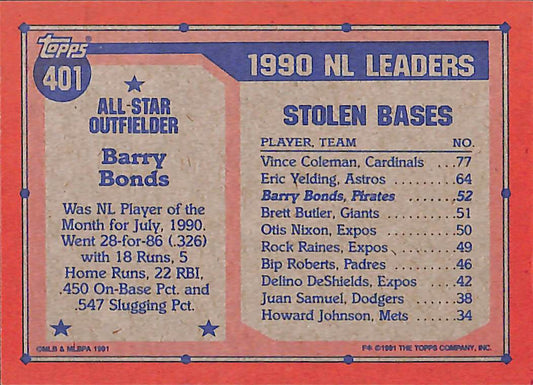 Topps®
401
ALL-STAR
OUTFIELDER
Barry
Bonds
Was NL Player of the
Month for July, 1990.
Went 28-for-86 (.326)
with 18 Runs, 5
Home Runs, 22 RBI,
.450 On-Base Pct. and
.547 Slugging Pct.
©MLB & MLBPA 1991
1990 NL LEADERS
STOLEN BASES
PLAYER, TEAM NO.
Vince Coleman, Cardinals ...77
Eric Yelding, Astros ........64
Barry Bonds, Pirates ........52
Brett Butler, Giants ........51
Otis Nixon, Expos ........50
Rock Raines, Expos ........49
Bip Roberts, Padres ........46
Delino DeShields, Expos .....42
Juan Samuel, Dodgers .....38
Howard Johnson, Mets .....34
F* ©1991 THE TOPPS COMPANY, INC.